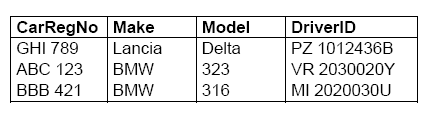 CarRegNo Make Model DriverID
GHI 789 Lancia Delta PZ 1012436B
ABC 123 BMW 323 VR 2030020Y
BBB 421 BMW 316 MI 2020030U